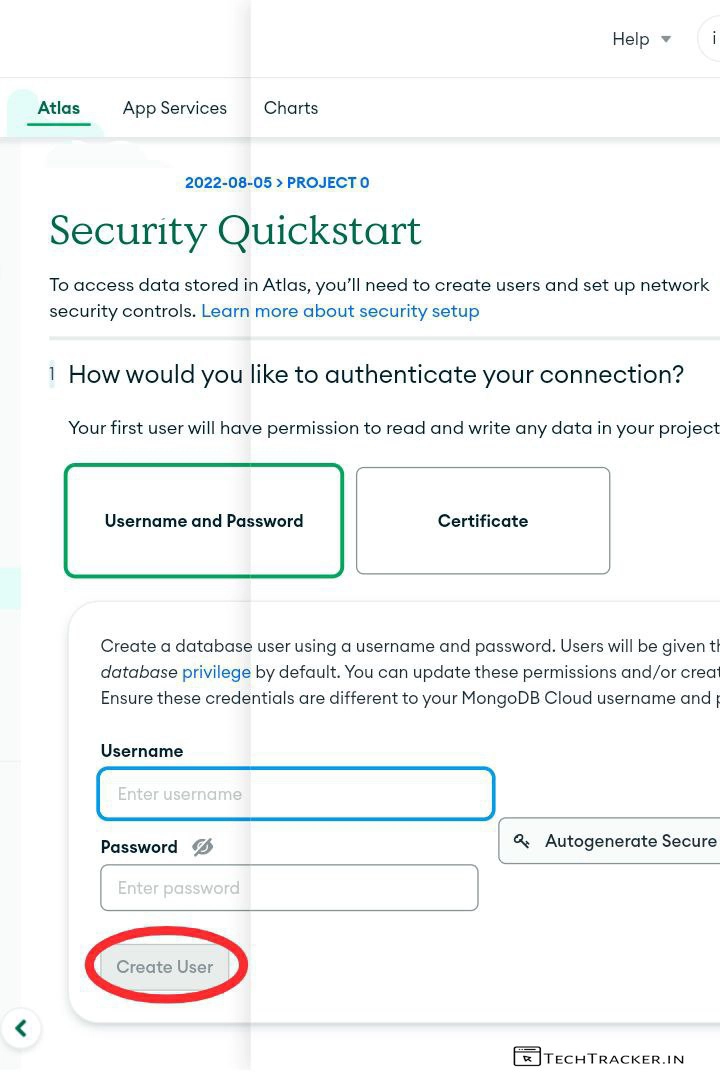 Help
i
Atlas App Services Charts
2022-08-05 > PROJECT 0
Security Quickstart
To access data stored in Atlas, you’ll need to create users and set up network
security controls. Learn more about security setup
1 How would you like to authenticate your connection?
Your first user will have permission to read and write any data in your project
Username and Password Certificate
Create a database user using a username and password. Users will be given th
database privilege by default. You can update these permissions and/or creat
Ensure these credentials are different to your MongoDB Cloud username and p
Username
Enter username
Autogenerate Secure
Password
Enter password
Create User
TECHTRACKER.IN